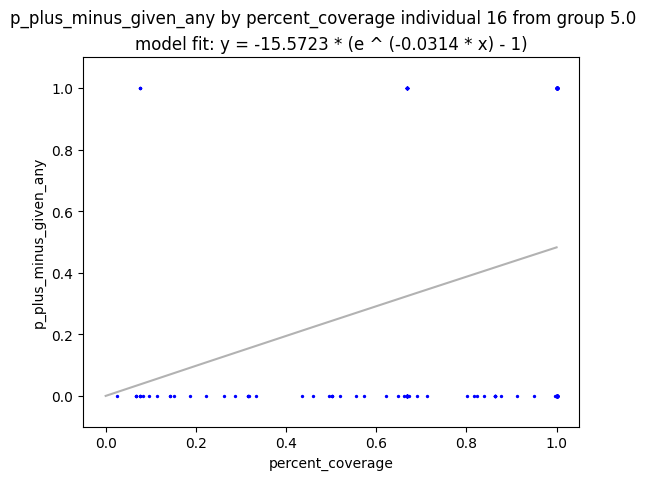 p_plus_minus_given_any by percent_coverage individual 16 from group 5.0
model fit: y = -15.5723 * (e ^ (-0.0314 * x) - 1)
1.0
0.8
0.6
0.4
0.2
0.0
p_plus_minus_given_any
0.0 0.2 0.4 0.6 0.8 1.0
percent_coverage